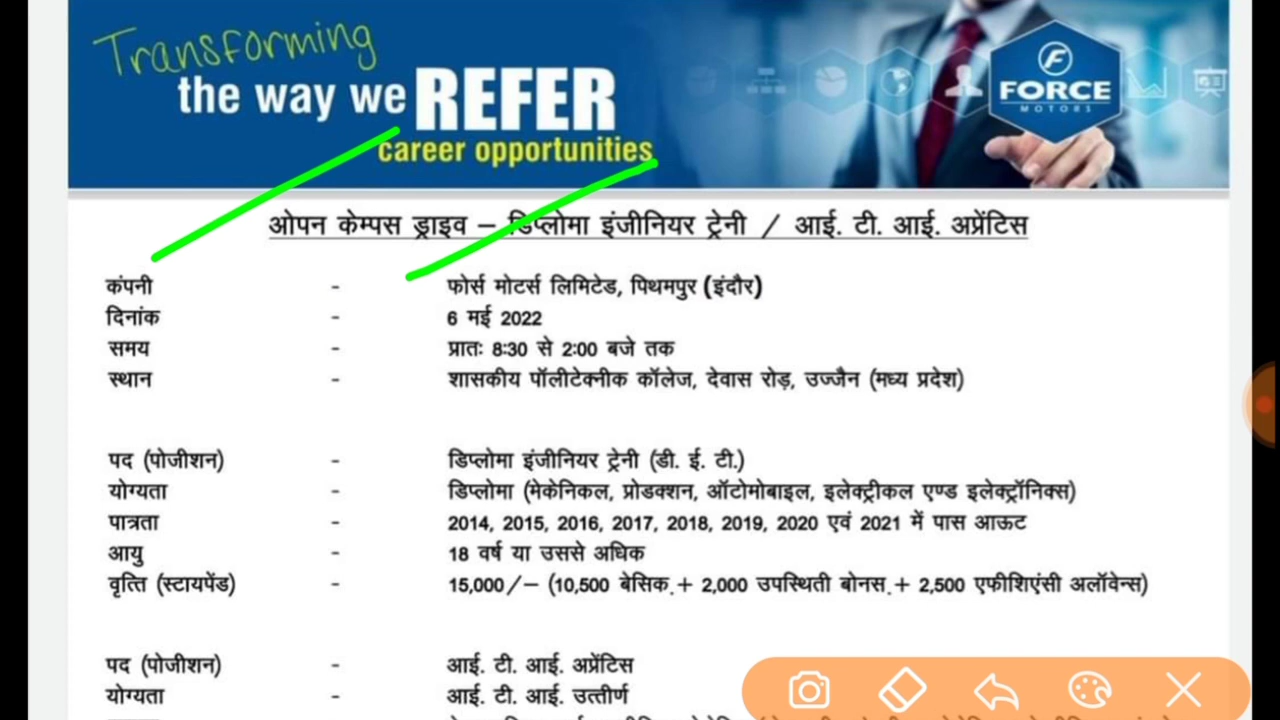 Transforming
the way we REFER
career opportunities
FORCE
MOTORS
ओपन केम्पस ड्राइव – डिप्लोमा इंजीनियर ट्रेनी / आई. टी. आई. अप्रेंटिस
कंपनी - फोर्स मोटर्स लिमिटेड, पिथमपुर (इंदौर)
दिनांक - 6 मई 2022
समय - प्रातः 8:30 से 2:00 बजे तक
स्थान - शासकीय पॉलीटेक्नीक कॉलेज, देवास रोड़, उज्जैन (मध्य प्रदेश)
पद (पोजीशन) - डिप्लोमा इंजीनियर ट्रेनी (डी. ई. टी.)
योग्यता - डिप्लोमा (मेकेनिकल, प्रोडक्शन, ऑटोमोबाइल, इलेक्ट्रीकल एण्ड इलेक्ट्रॉनिक्स)
पात्रता - 2014, 2015, 2016, 2017, 2018, 2019, 2020 एवं 2021 में पास आऊट
आयु - 18 वर्ष या उससे अधिक
वृत्ति (स्टायपेंड) - 15,000/– (10,500 बेसिक + 2,000 उपस्थिती बोनस + 2,500 एफीशिएंसी अलॉवेन्स)
पद (पोजीशन) - आई. टी. आई. अप्रेंटिस
योग्यता - आई. टी. आई. उत्तीर्ण